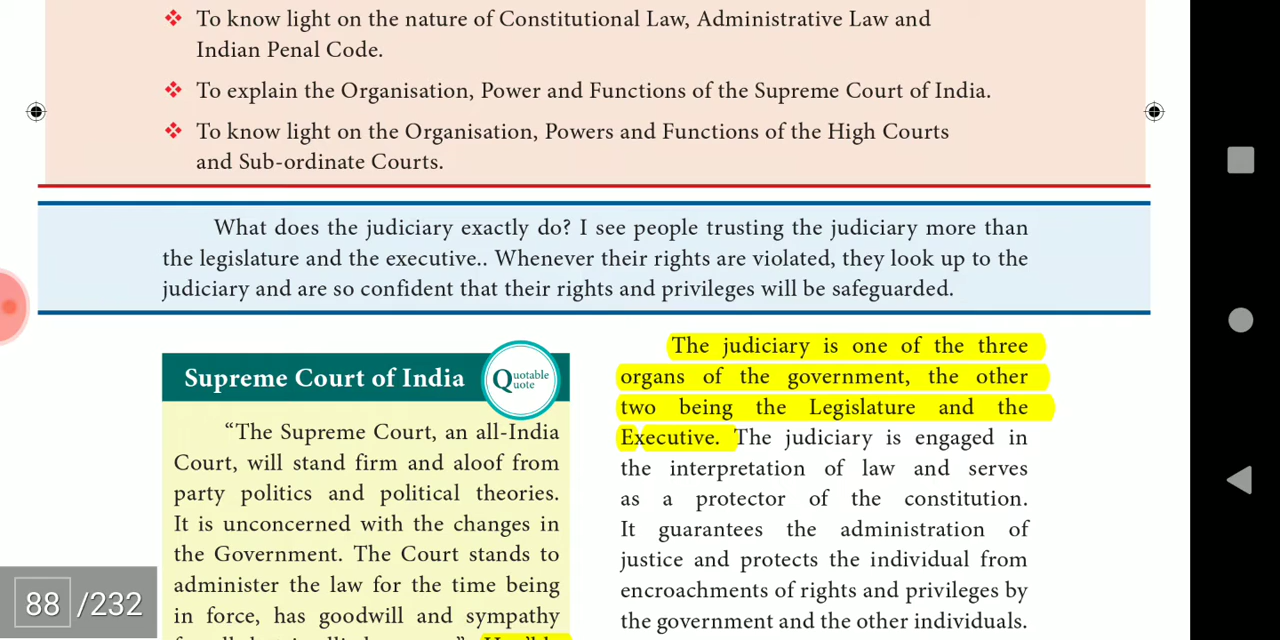 ❖ To know light on the nature of Constitutional Law, Administrative Law and
Indian Penal Code.
❖ To explain the Organisation, Power and Functions of the Supreme Court of India.
❖ To know light on the Organisation, Powers and Functions of the High Courts
and Sub-ordinate Courts.
What does the judiciary exactly do? I see people trusting the judiciary more than
the legislature and the executive.. Whenever their rights are violated, they look up to the
judiciary and are so confident that their rights and privileges will be safeguarded.
Supreme Court of India
Quotable
Quote
“The Supreme Court, an all-India
Court, will stand firm and aloof from
party politics and political theories.
It is unconcerned with the changes in
the Government. The Court stands to
administer the law for the time being
in force, has goodwill and sympathy
The judiciary is one of the three
organs of the government, the other
two being the Legislature and the
Executive. The judiciary is engaged in
the interpretation of law and serves
as a protector of the constitution.
It guarantees the administration of
justice and protects the individual from
encroachments of rights and privileges by
the government and the other individuals.
88 /232